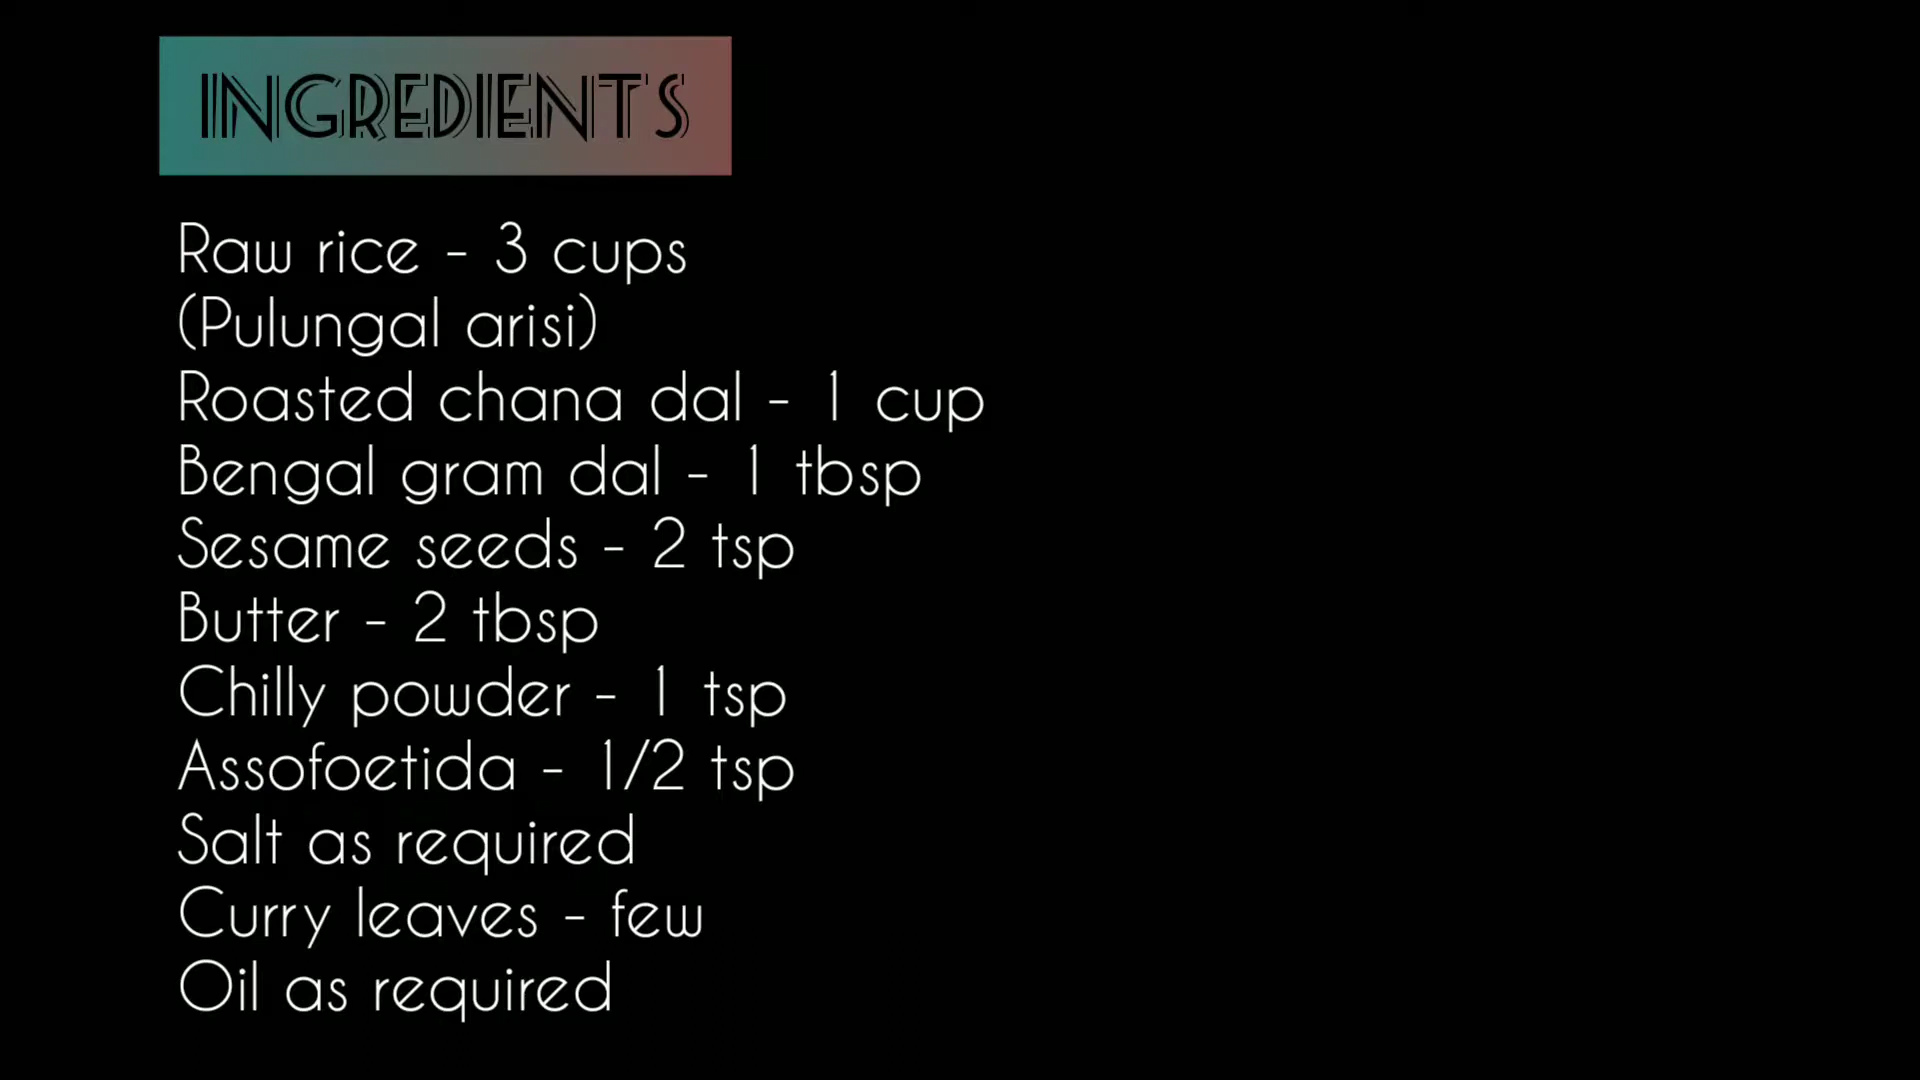 INGREDIENTS
Raw rice - 3 cups
(Pulungal arisi)
Roasted chana dal - 1 cup
Bengal gram dal - 1 tbsp
Sesame seeds - 2 tsp
Butter - 2 tbsp
Chilly powder - 1 tsp
Assofoetida - 1/2 tsp
Salt as required
Curry leaves - few
Oil as required